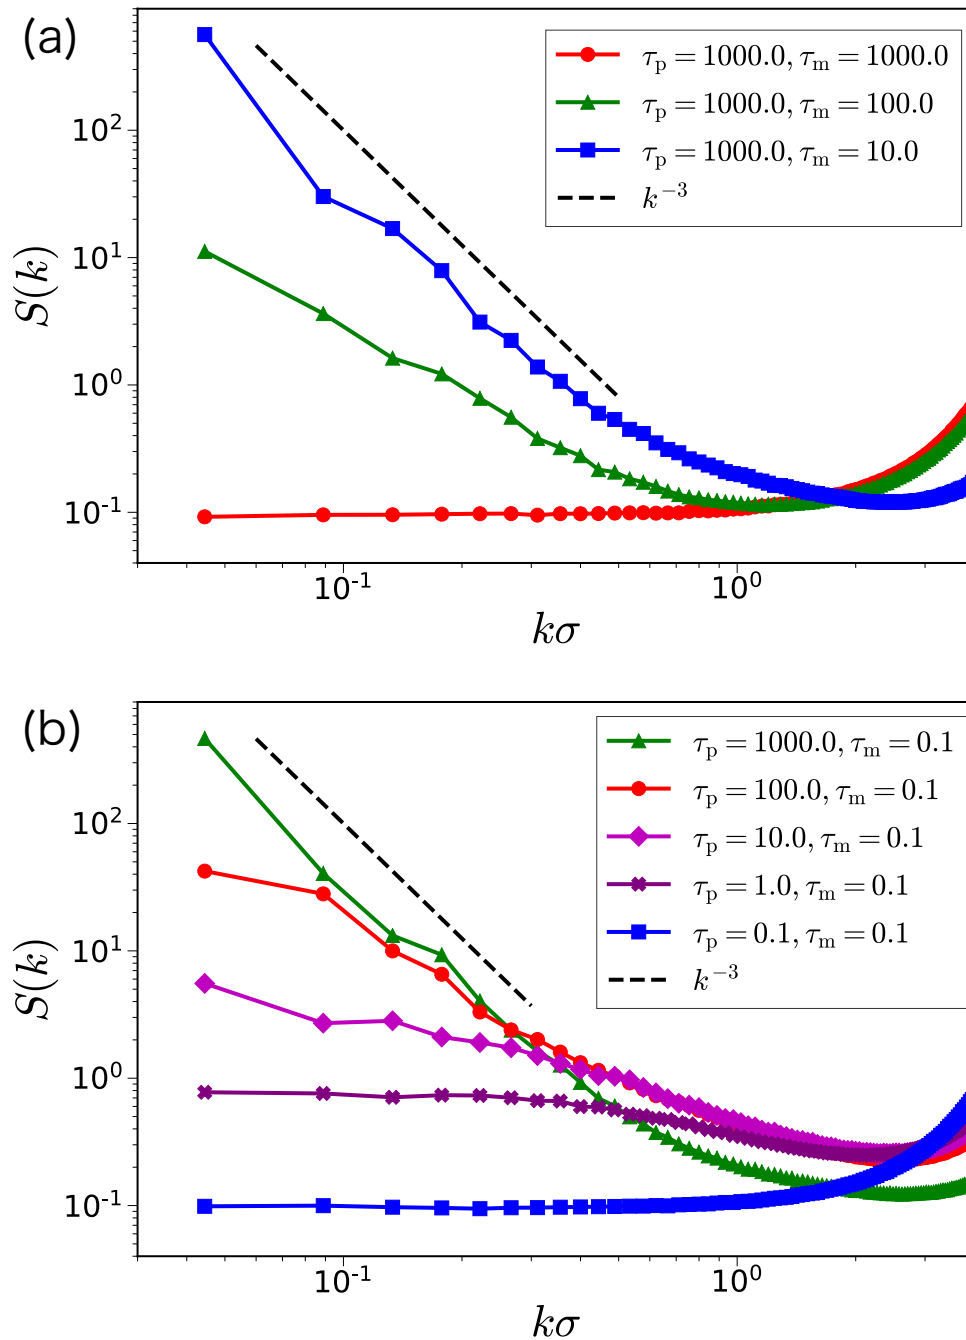 (a)
τp = 1000.0, τm = 1000.0
τp = 1000.0, τm = 100.0
τp = 1000.0, τm = 10.0
k⁻³
10²
10¹
10⁰
10⁻¹
S(k)
10⁻¹ 10⁰
kσ
(b)
τp = 1000.0, τm = 0.1
τp = 100.0, τm = 0.1
τp = 10.0, τm = 0.1
τp = 1.0, τm = 0.1
τp = 0.1, τm = 0.1
k⁻³
10²
10¹
10⁰
10⁻¹
S(k)
10⁻¹ 10⁰
kσ